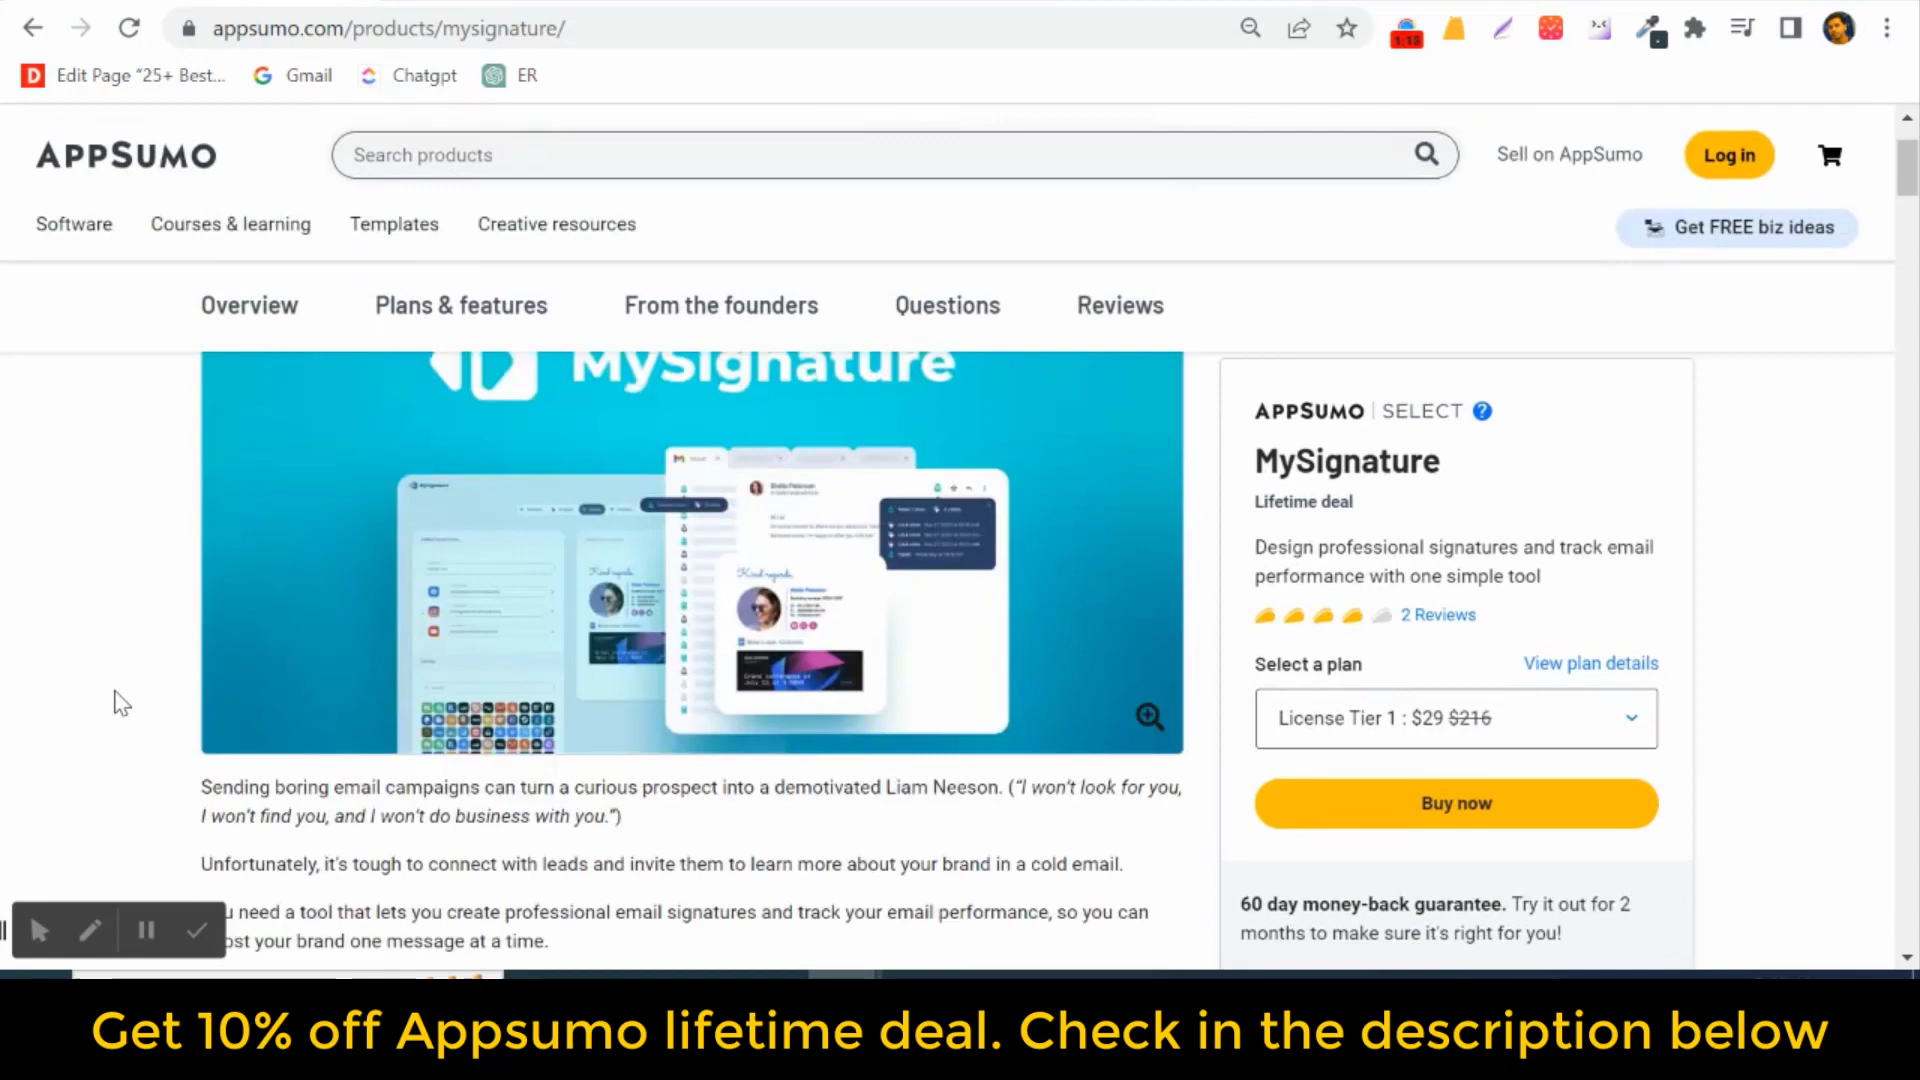 appsumo.com/products/mysignature/
1:18
D Edit Page “25+ Best...
Gmail
Chatgpt
ER
APPSUMO
Search products
Sell on AppSumo
Log in
Software
Courses & learning
Templates
Creative resources
Get FREE biz ideas
Overview
Plans & features
From the founders
Questions
Reviews
MySignature
Kind regards,
Kind regards,
APPSUMO | SELECT ?
MySignature
Lifetime deal
Design professional signatures and track email
performance with one simple tool
2 Reviews
Select a plan
View plan details
License Tier 1 : $29 $216
Buy now
60 day money-back guarantee. Try it out for 2
months to make sure it's right for you!
Sending boring email campaigns can turn a curious prospect into a demotivated Liam Neeson. (“I won’t look for you,
I won’t find you, and I won’t do business with you.”)
Unfortunately, it’s tough to connect with leads and invite them to learn more about your brand in a cold email.
u need a tool that lets you create professional email signatures and track your email performance, so you can
ost your brand one message at a time.
Get 10% off Appsumo lifetime deal. Check in the description below